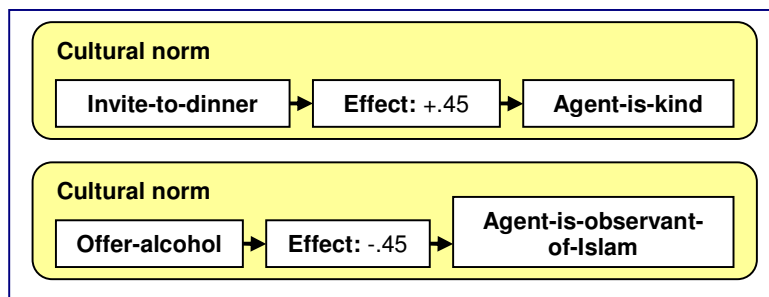 Cultural norm
Invite-to-dinner Effect: +.45 Agent-is-kind
Cultural norm
Offer-alcohol Effect: -.45 Agent-is-observant-
of-Islam